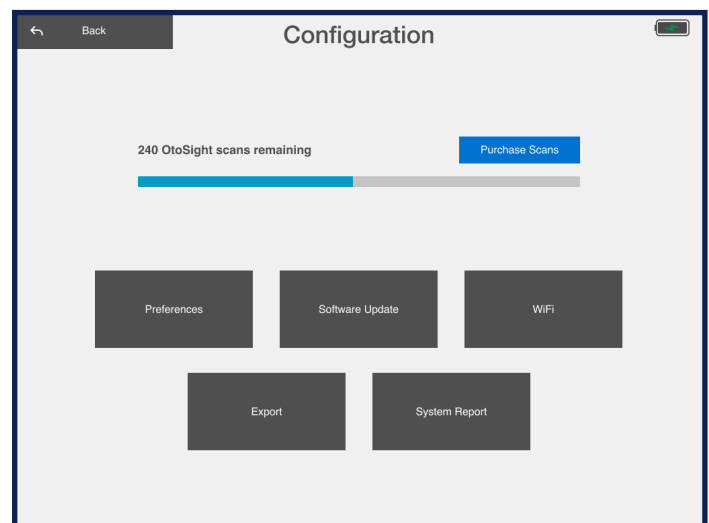 Back
Configuration
240 OtoSight scans remaining
Purchase Scans
Preferences
Software Update
WiFi
Export
System Report